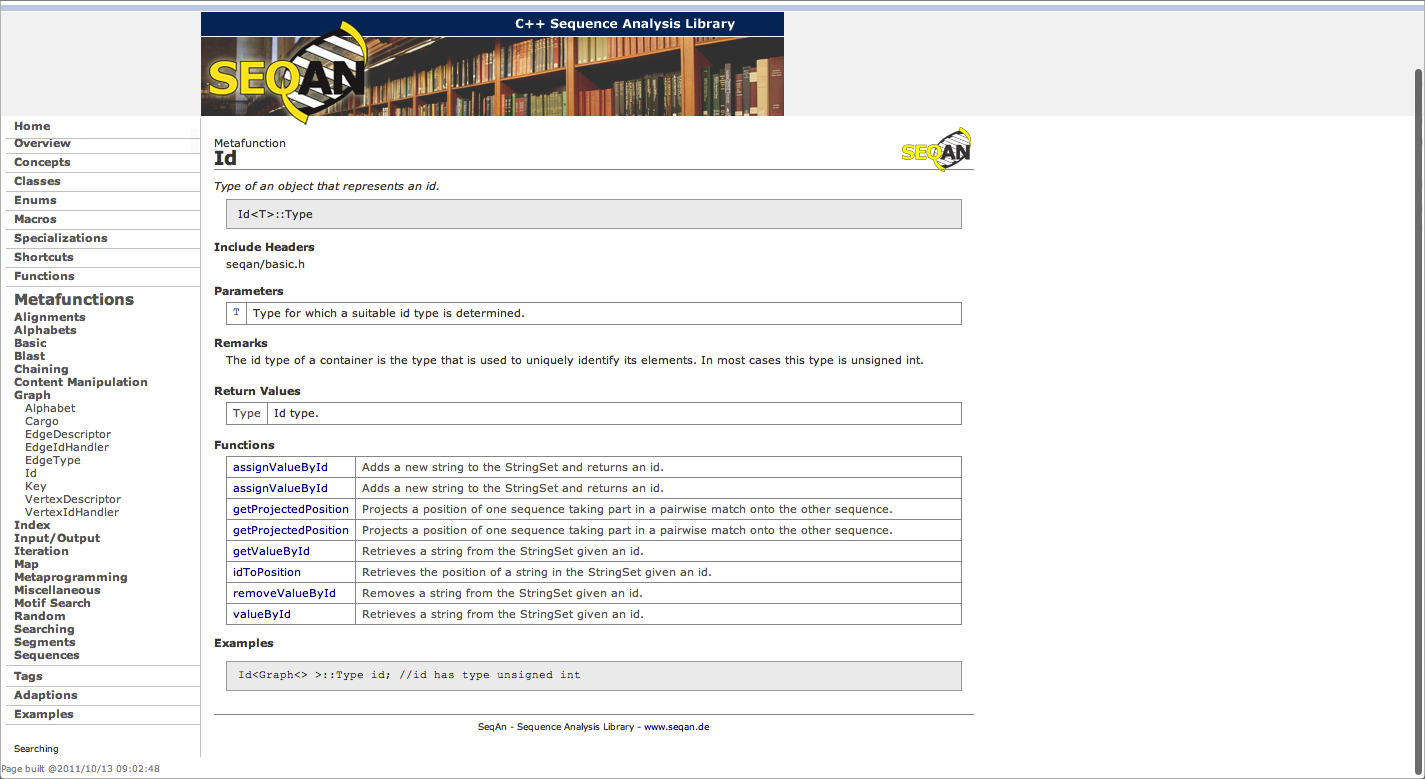 C++ Sequence Analysis Library
SEQAN
Home
Overview
Concepts
Classes
Enums
Macros
Specializations
Shortcuts
Functions
Metafunctions
Alignments
Alphabets
Basic
Blast
Chaining
Content Manipulation
Graph
Alphabet
Cargo
EdgeDescriptor
EdgeIdHandler
EdgeType
Id
Key
VertexDescriptor
VertexIdHandler
Index
Input/Output
Iteration
Map
Metaprogramming
Miscellaneous
Motif Search
Random
Searching
Segments
Sequences
Tags
Adaptions
Examples
Searching
Page built @2011/10/13 09:02:48
Metafunction
Id
SEQAN
Type of an object that represents an id.
Id<T>::Type
Include Headers
seqan/basic.h
Parameters
T Type for which a suitable id type is determined.
Remarks
The id type of a container is the type that is used to uniquely identify its elements. In most cases this type is unsigned int.
Return Values
Type Id type.
Functions
assignValueById Adds a new string to the StringSet and returns an id.
assignValueById Adds a new string to the StringSet and returns an id.
getProjectedPosition Projects a position of one sequence taking part in a pairwise match onto the other sequence.
getProjectedPosition Projects a position of one sequence taking part in a pairwise match onto the other sequence.
getValueById Retrieves a string from the StringSet given an id.
idToPosition Retrieves the position of a string in the StringSet given an id.
removeValueById Removes a string from the StringSet given an id.
valueById Retrieves a string from the StringSet given an id.
Examples
Id<Graph<> >::Type id; //id has type unsigned int
SeqAn - Sequence Analysis Library - www.seqan.de